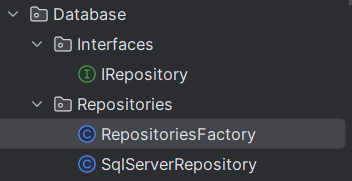 Database
Interfaces
IRepository
Repositories
RepositoriesFactory
SqlServerRepository